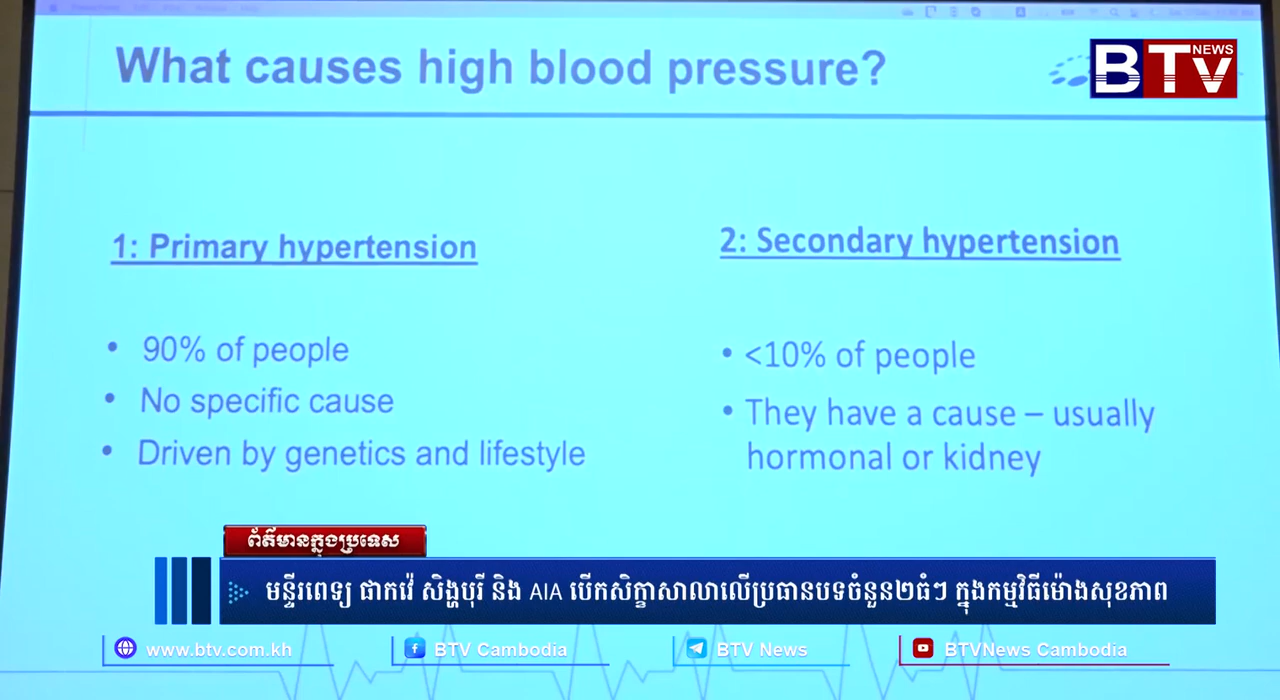 What causes high blood pressure?
BTV NEWS
1: Primary hypertension
• 90% of people
• No specific cause
• Driven by genetics and lifestyle
2: Secondary hypertension
• <10% of people
• They have a cause – usually
hormonal or kidney
ព័ត៌មានក្នុងប្រទេស
មន្ទីរពេទ្យ ផាកវ៉េ សិង្ហបុរី និង AIA បើកសិក្ខាសាលាលើប្រធានបទចំនួន២ធំៗ ក្នុងកម្មវិធីម៉ោងសុខភាព
www.btv.com.kh
BTV Cambodia
BTV News
BTVNews Cambodia